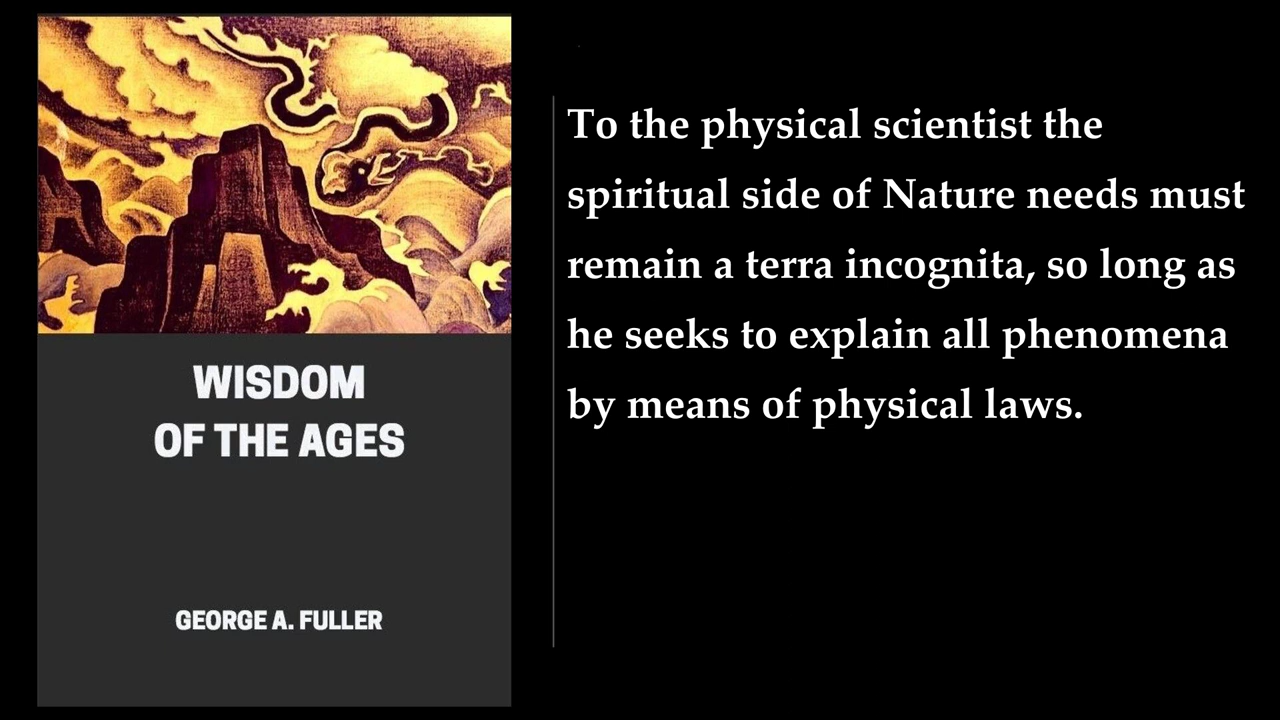 WISDOM
OF THE AGES
GEORGE A. FULLER
To the physical scientist the
spiritual side of Nature needs must
remain a terra incognita, so long as
he seeks to explain all phenomena
by means of physical laws.